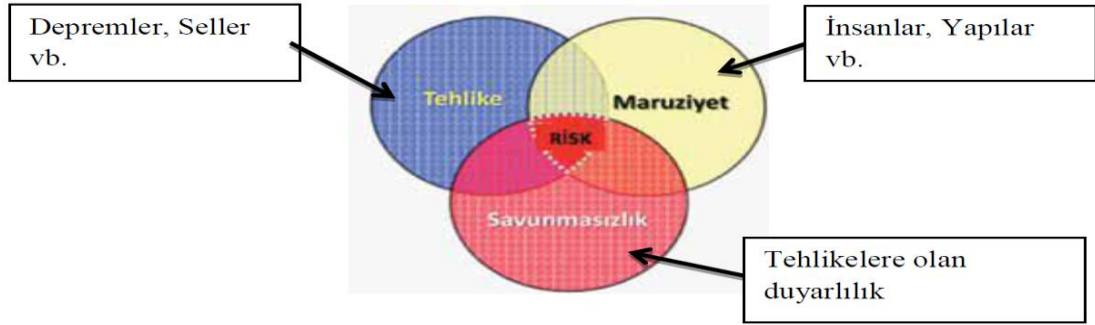 Depremler, Seller
vb.
İnsanlar, Yapılar
vb.
Tehlike
Maruziyet
RİSK
Savunmasızlık
Tehlikelere olan
duyarlılık